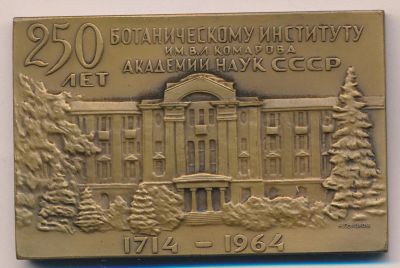 250 ЛЕТ
БОТАНИЧЕСКОМУ ИНСТИТУТУ
ИМ. В.Л. КОМАРОВА
АКАДЕМИИ НАУК СССР
1714 – 1964